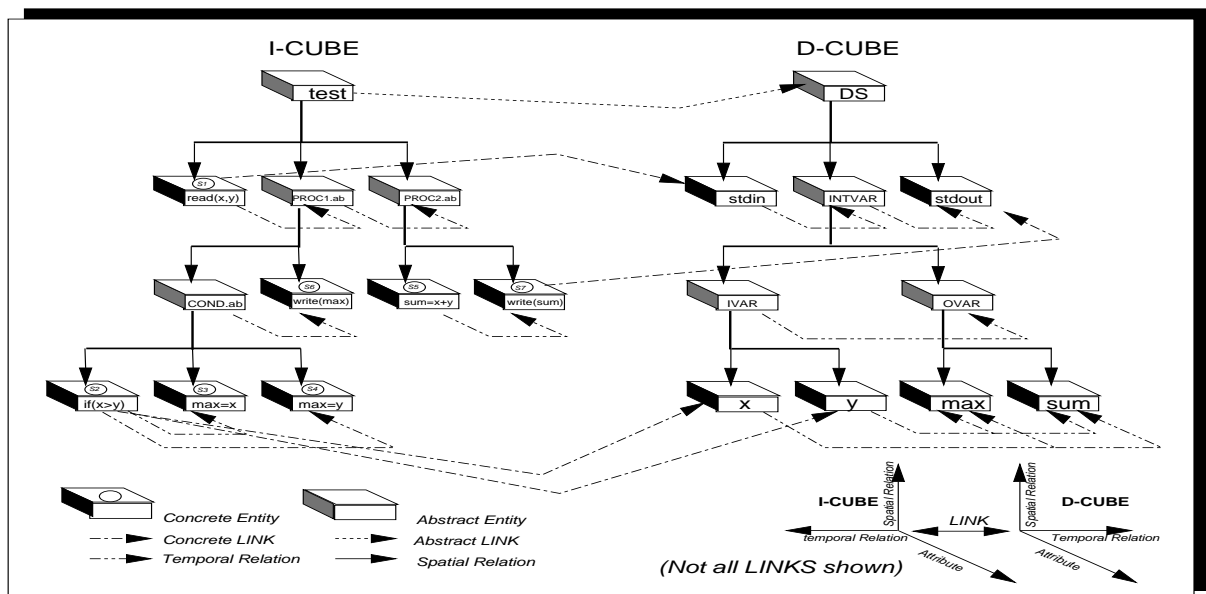 I-CUBE D-CUBE
test DS
S1
read(x,y) PROC1.ab PROC2.ab stdin INTVAR stdout
S6 S5 S7
COND.ab write(max) sum=x+y write(sum) IVAR OVAR
S2 S3 S4
if(x>y) max=x max=y x y max sum
Concrete Entity Abstract Entity
Concrete LINK Abstract LINK
Temporal Relation Spatial Relation
(Not all LINKS shown)
I-CUBE Spatial Relation LINK Spatial Relation D-CUBE
temporal Relation Temporal Relation
Attribute Attribute